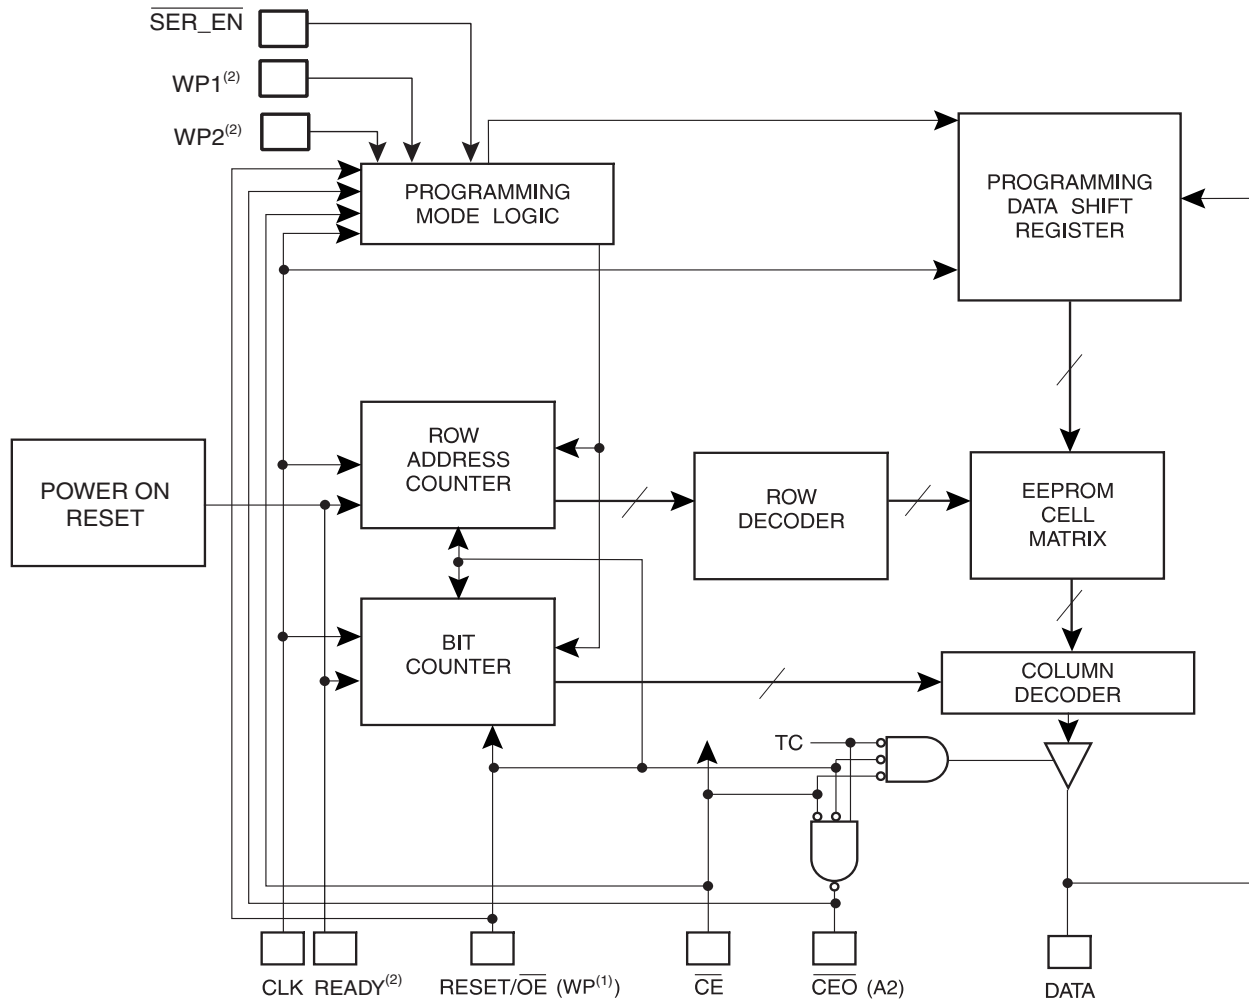 SER_EN
WP1(2)
WP2(2)
PROGRAMMING
MODE LOGIC
PROGRAMMING
DATA SHIFT
REGISTER
POWER ON
RESET
ROW
ADDRESS
COUNTER
ROW
DECODER
EEPROM
CELL
MATRIX
BIT
COUNTER
COLUMN
DECODER
TC
CLK
READY(2)
RESET/OE (WP(1))
CE
CEO (A2)
DATA